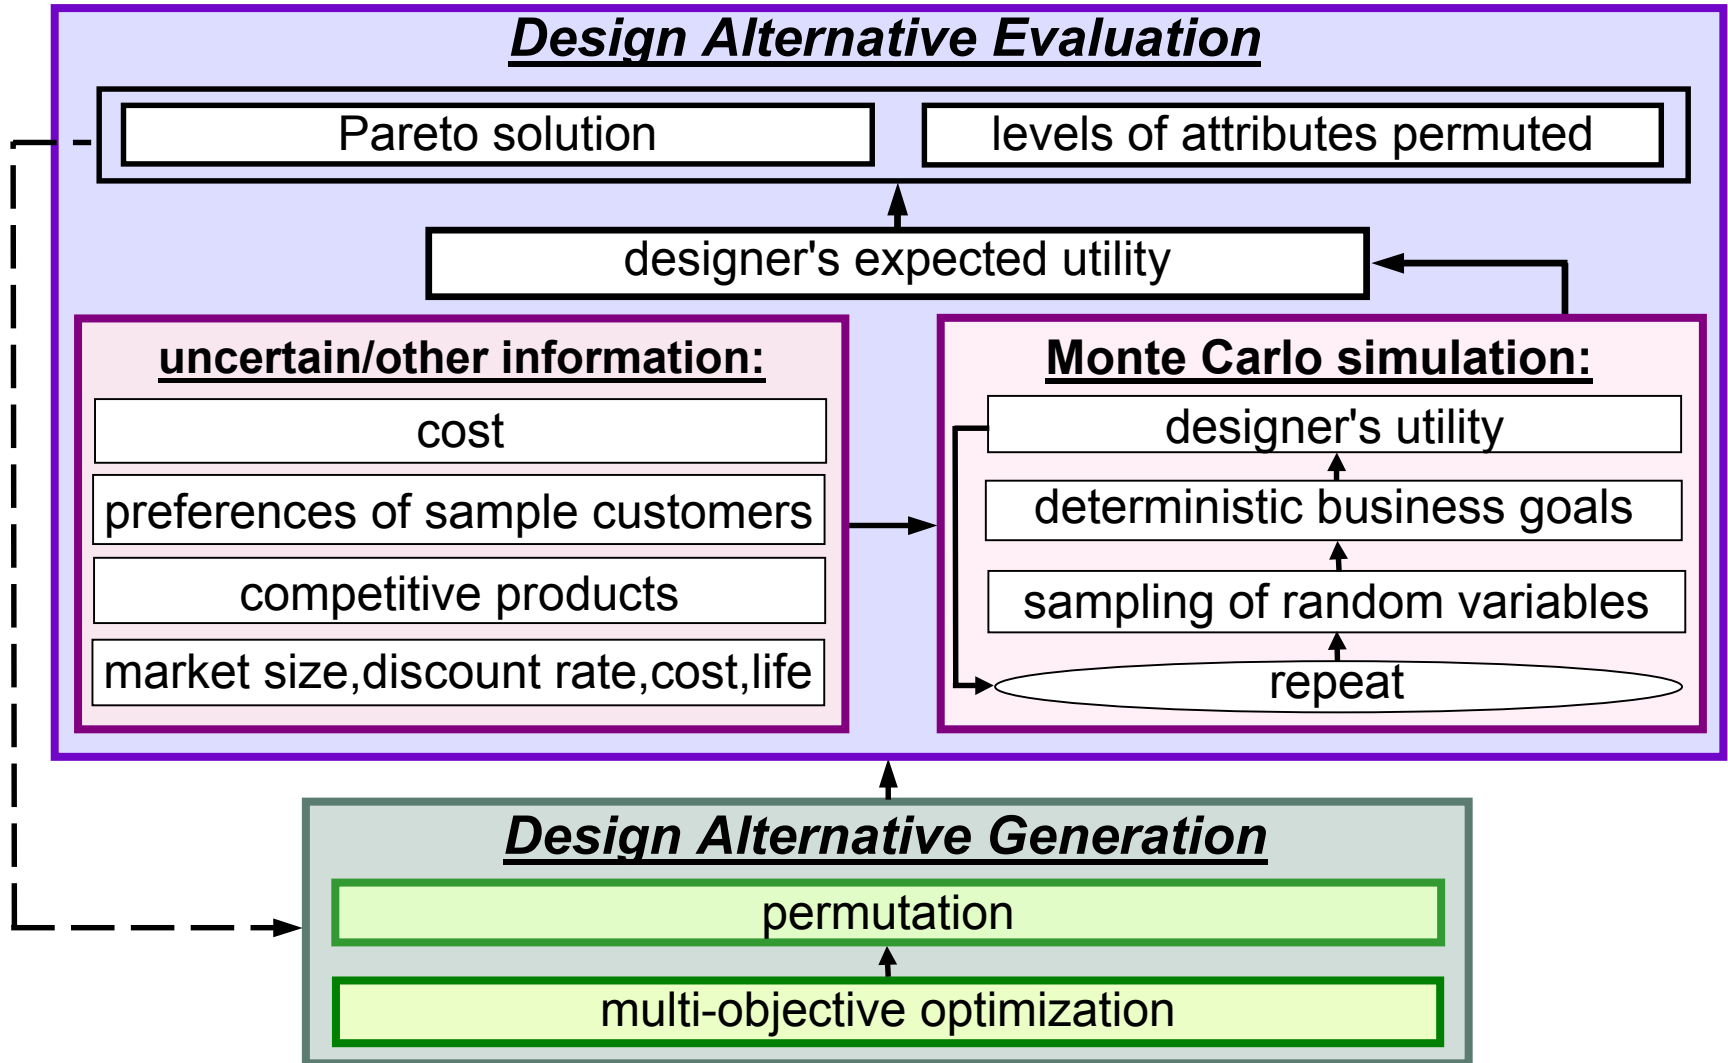 Design Alternative Evaluation
Pareto solution
levels of attributes permuted
designer's expected utility
uncertain/other information:
cost
preferences of sample customers
competitive products
market size,discount rate,cost,life
Monte Carlo simulation:
designer's utility
deterministic business goals
sampling of random variables
repeat
Design Alternative Generation
permutation
multi-objective optimization